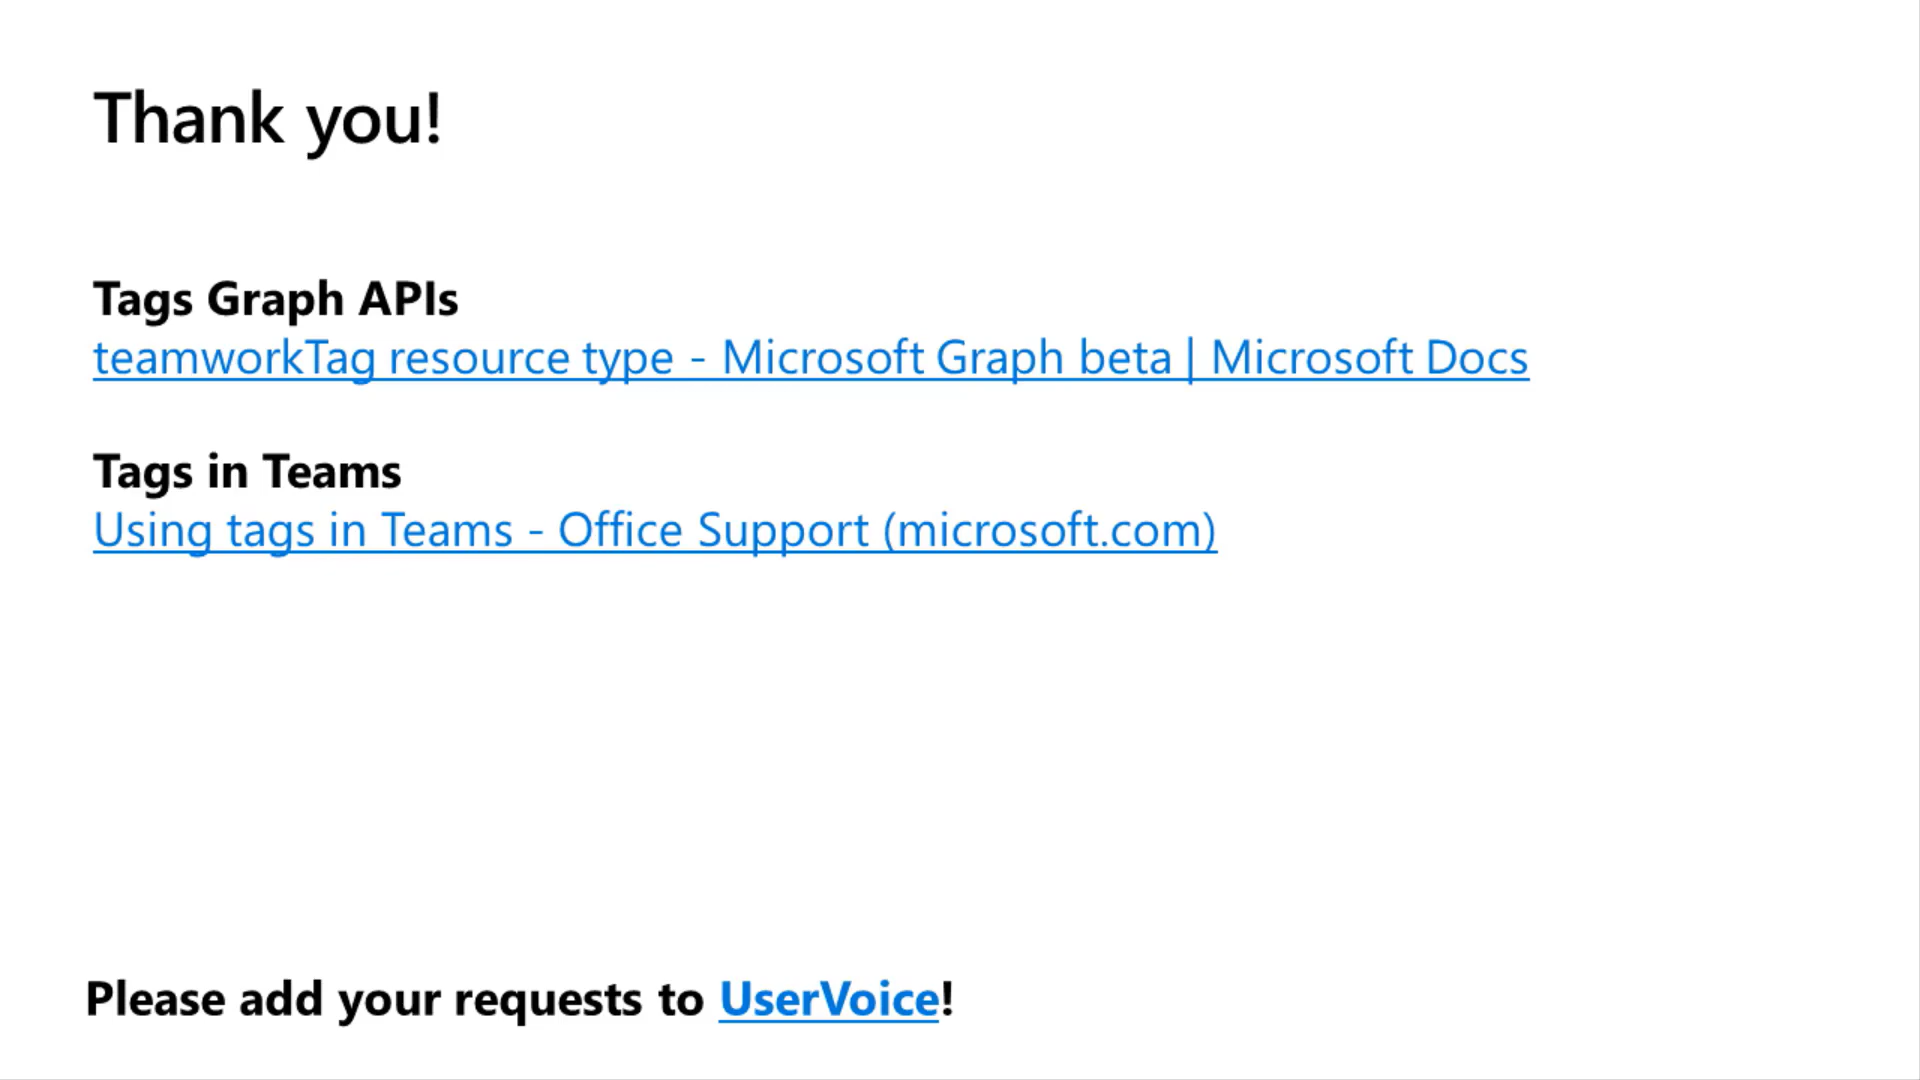 Thank you!
Tags Graph APIs
teamworkTag resource type - Microsoft Graph beta | Microsoft Docs
Tags in Teams
Using tags in Teams - Office Support (microsoft.com)
Please add your requests to UserVoice!